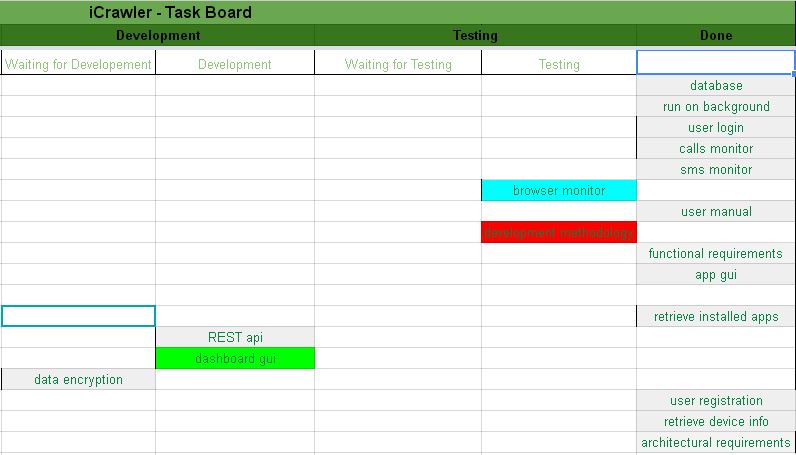 iCrawler - Task Board
Development Testing Done
Waiting for Developement Development Waiting for Testing Testing
database
run on background
user login
calls monitor
sms monitor
browser monitor
user manual
development methodology
functional requirements
app gui
retrieve installed apps
REST api
dashboard gui
data encryption
user registration
retrieve device info
architectural requirements